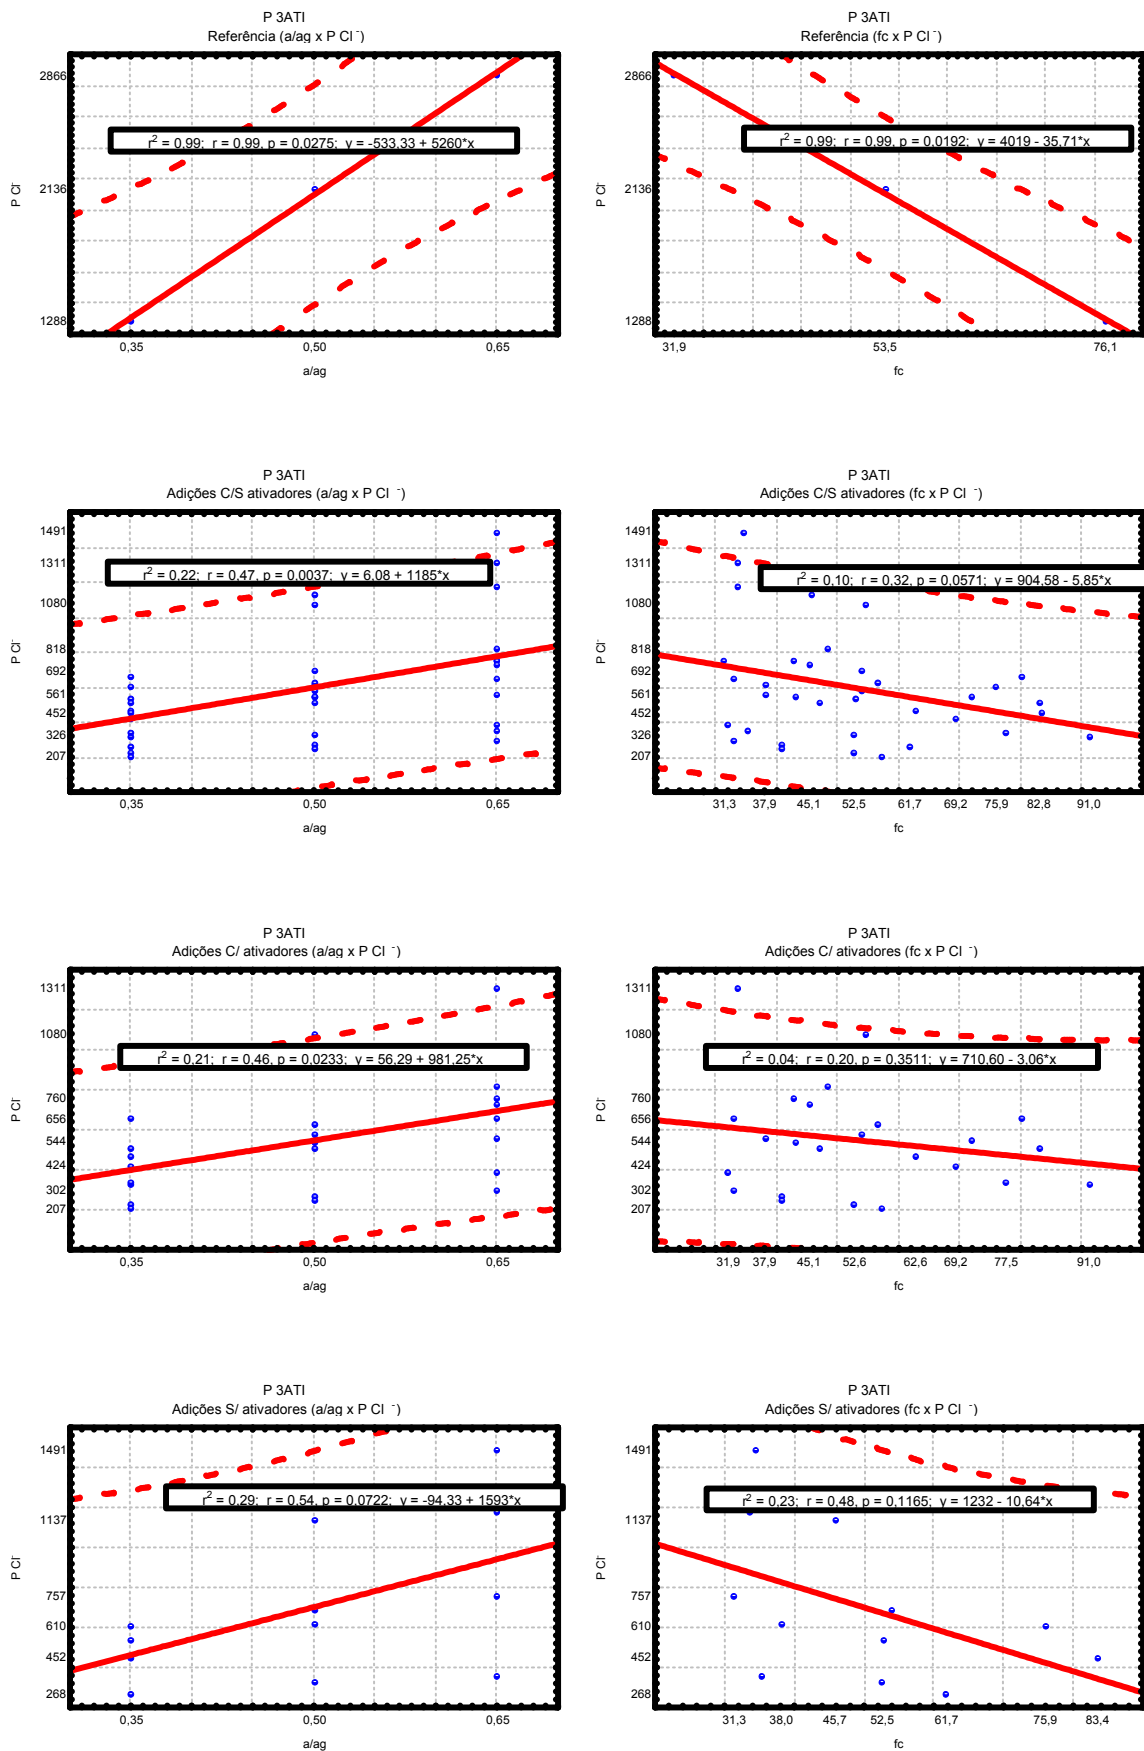 P 3ATI
Referência (a/ag x P Cl -)
2866
2136
1288
P Cl-
r2 = 0,99; r = 0,99, p = 0,0275; y = -533,33 + 5260*x
0,35 0,50 0,65
a/ag
P 3ATI
Referência (fc x P Cl -)
2866
2136
1288
P Cl-
r2 = 0,99; r = 0,99, p = 0,0192; y = 4019 - 35,71*x
31,9 53,5 76,1
fc
P 3ATI
Adições C/S ativadores (a/ag x P Cl -)
1491
1311
1080
818
692
561
452
326
207
P Cl-
r2 = 0,22; r = 0,47, p = 0,0037; y = 6,08 + 1185*x
0,35 0,50 0,65
a/ag
P 3ATI
Adições C/S ativadores (fc x P Cl -)
1491
1311
1080
818
692
561
452
326
207
P Cl-
r2 = 0,10; r = 0,32, p = 0,0571; y = 904,58 - 5,85*x
31,3 37,9 45,1 52,5 61,7 69,2 75,9 82,8 91,0
fc
P 3ATI
Adições C/ ativadores (a/ag x P Cl -)
1311
1080
760
656
544
424
302
207
P Cl-
r2 = 0,21; r = 0,46, p = 0,0233; y = 56,29 + 981,25*x
0,35 0,50 0,65
a/ag
P 3ATI
Adições C/ ativadores (fc x P Cl -)
1311
1080
760
656
544
424
302
207
P Cl-
r2 = 0,04; r = 0,20, p = 0,3511; y = 710,60 - 3,06*x
31,9 37,9 45,1 52,6 62,6 69,2 77,5 91,0
fc
P 3ATI
Adições S/ ativadores (a/ag x P Cl -)
1491
1137
757
610
452
268
P Cl-
r2 = 0,29; r = 0,54, p = 0,0722; y = -94,33 + 1593*x
0,35 0,50 0,65
a/ag
P 3ATI
Adições S/ ativadores (fc x P Cl -)
1491
1137
757
610
452
268
P Cl-
r2 = 0,23; r = 0,48, p = 0,1165; y = 1232 - 10,64*x
31,3 38,0 45,7 52,5 61,7 75,9 83,4
fc